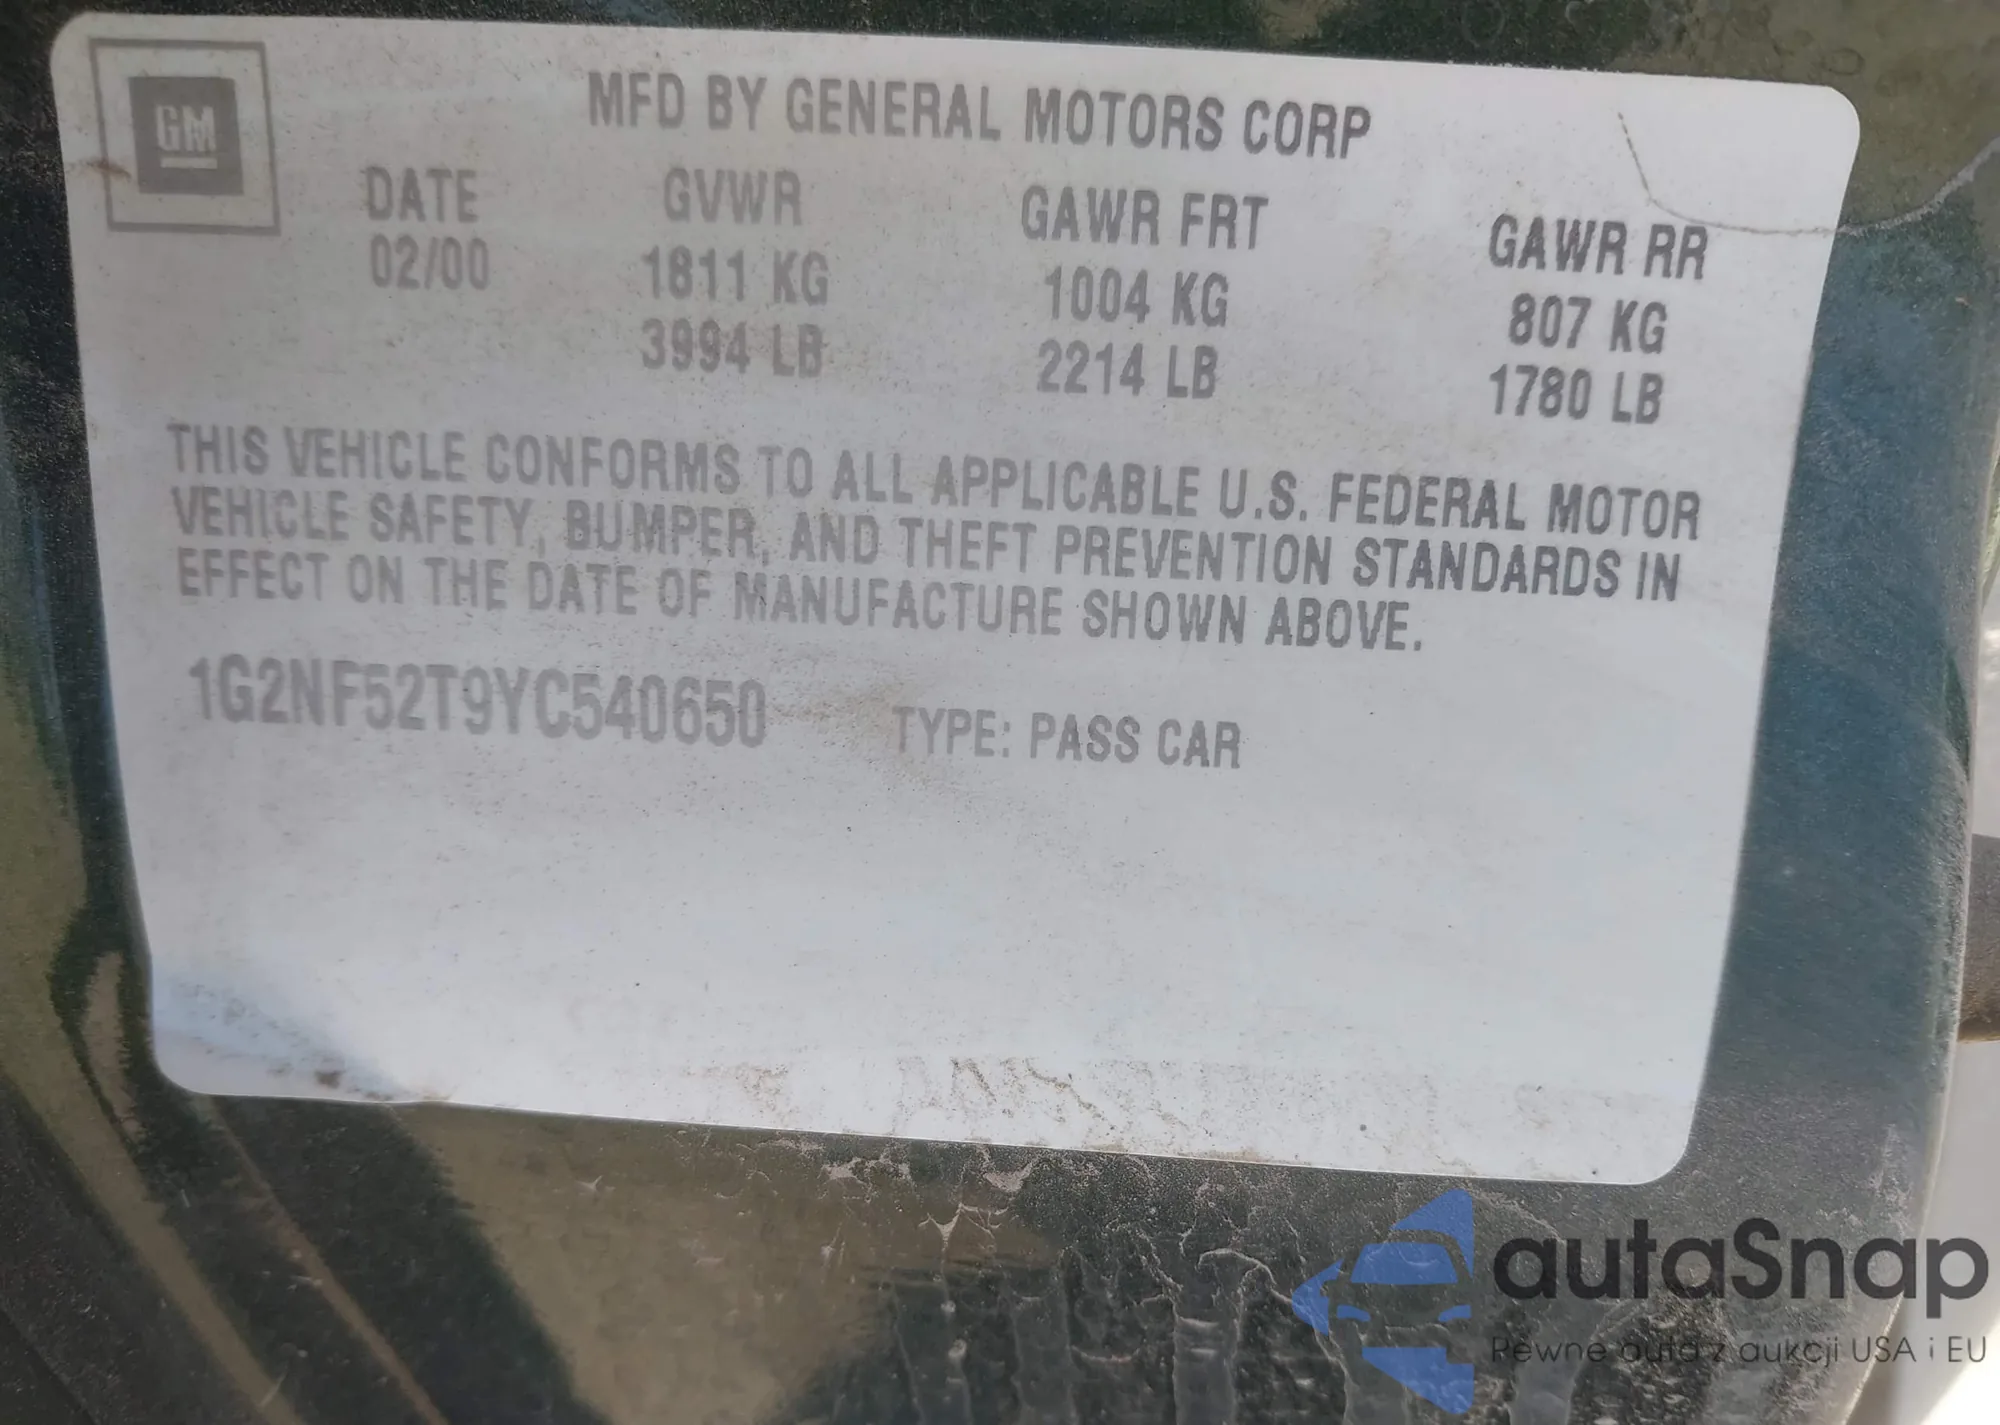 GM
MFD BY GENERAL MOTORS CORP
DATE GVWR GAWR FRT GAWR RR
02/00 1811 KG 1004 KG 807 KG
3994 LB 2214 LB 1780 LB
THIS VEHICLE CONFORMS TO ALL APPLICABLE U.S. FEDERAL MOTOR
VEHICLE SAFETY, BUMPER, AND THEFT PREVENTION STANDARDS IN
EFFECT ON THE DATE OF MANUFACTURE SHOWN ABOVE.
1G2NF52T9YC540650 TYPE: PASS CAR
autaSnap
Pewne auta z aukcji USA i EU